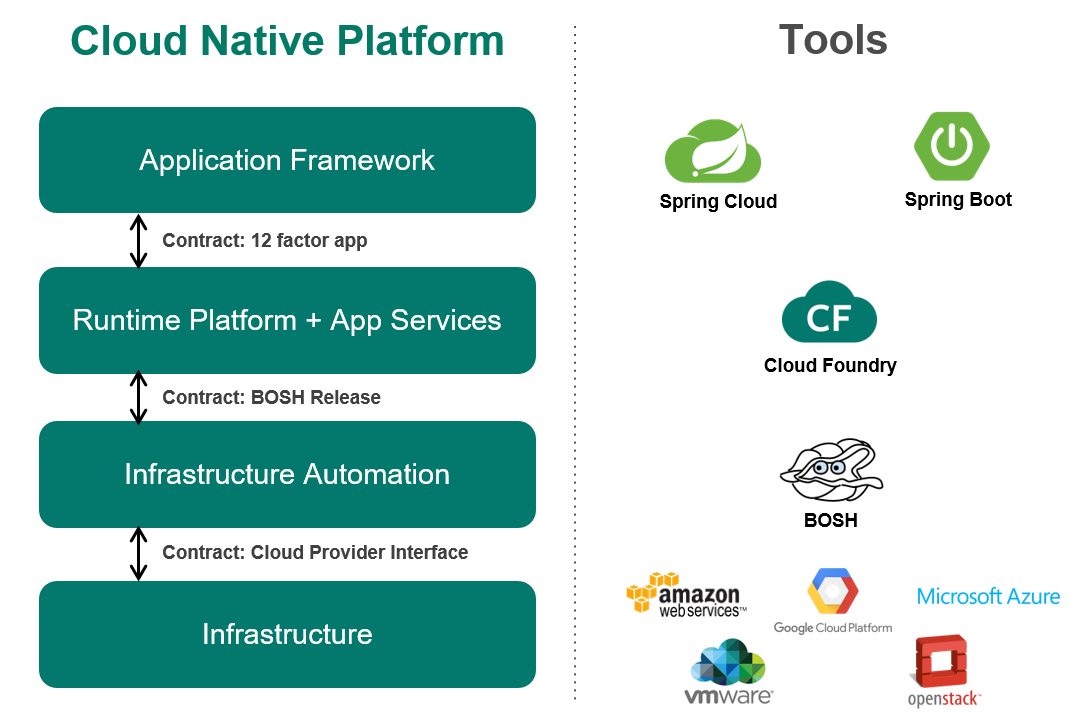 Cloud Native Platform
Tools
Application Framework
Spring Cloud
Spring Boot
Contract: 12 factor app
Runtime Platform + App Services
CF
Cloud Foundry
Contract: BOSH Release
Infrastructure Automation
BOSH
Contract: Cloud Provider Interface
Infrastructure
amazon
web services™
Google Cloud Platform
Microsoft Azure
vmware®
openstack™